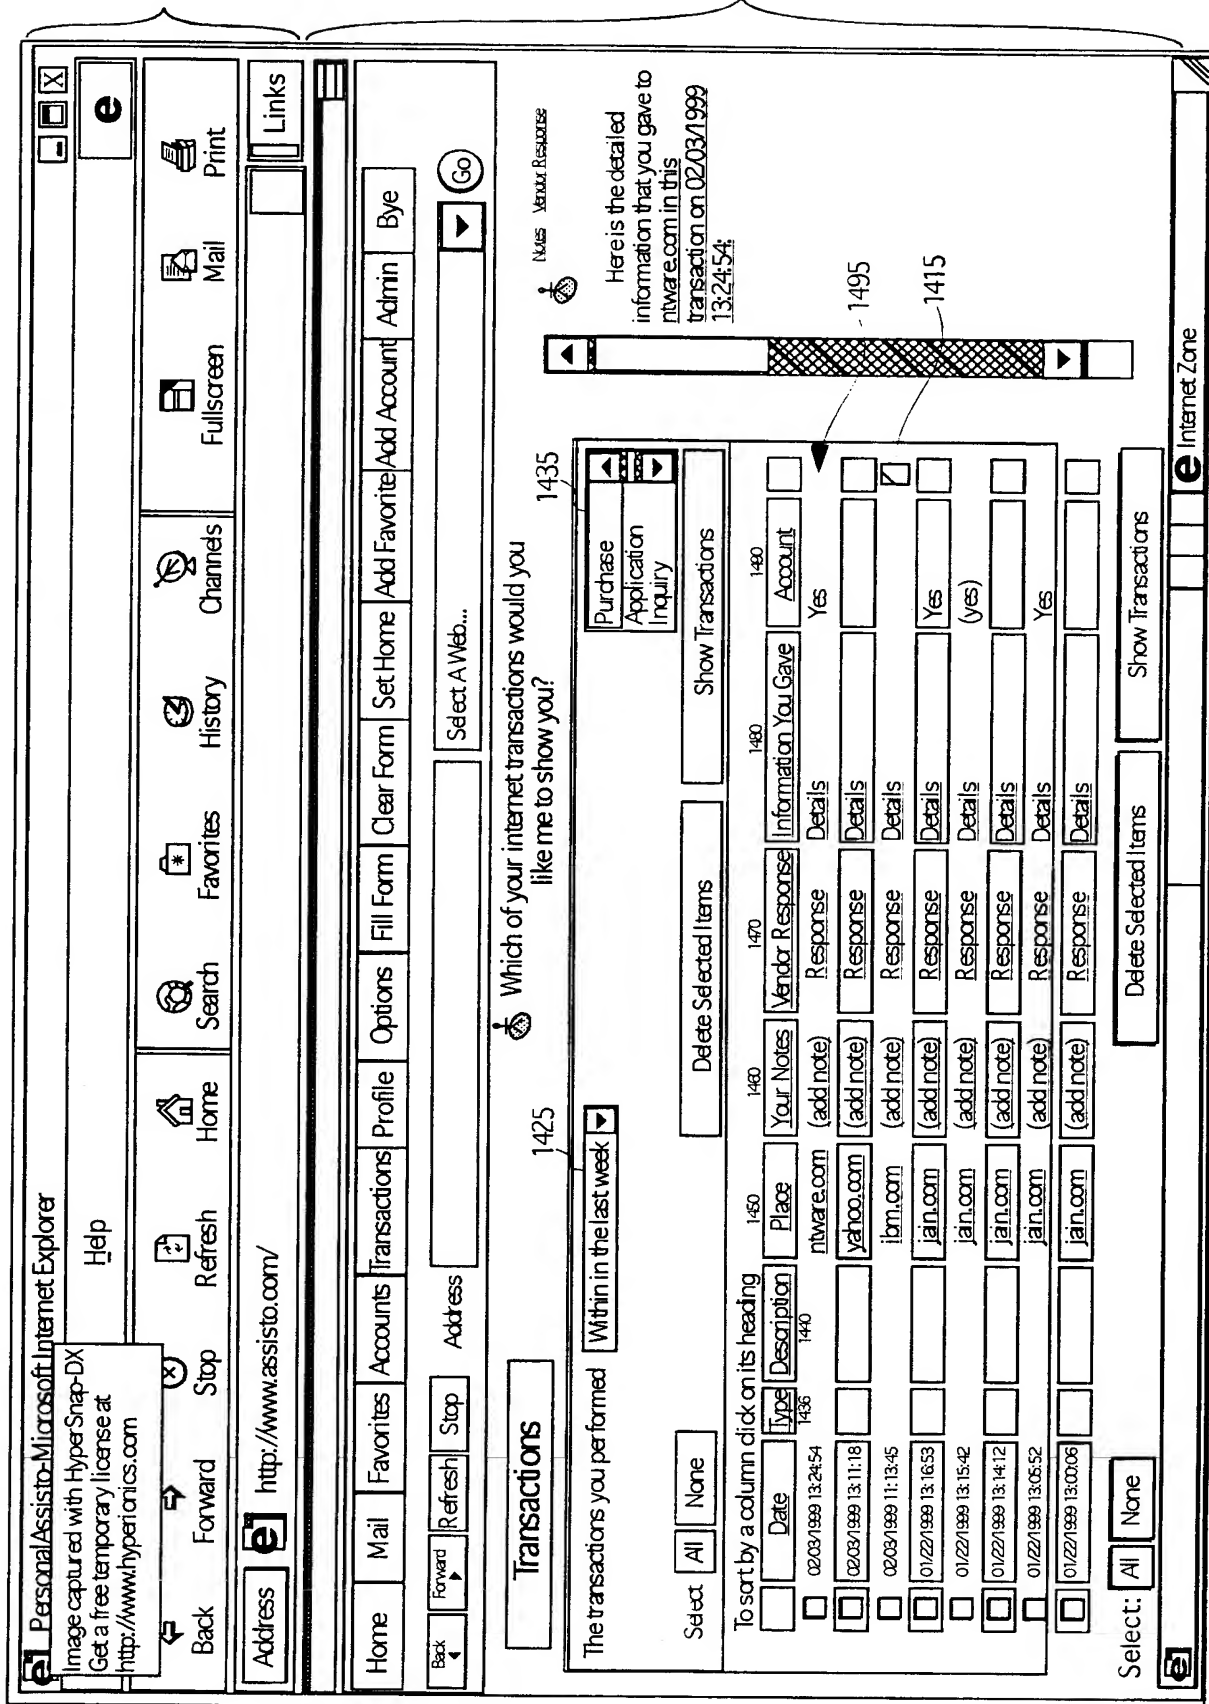 Personal Assisto-Microsoft Internet Explorer
Image captured with HyperSnap-DX
Get a free temporary license at
http://www.hyperionics.com
Help
Back Forward Stop Refresh Home Search Favorites History Channels Fullscreen Mail Print
Address http://www.assisto.com/ Links
Home Mail Favorites Accounts Transactions Profile Options Fill Form Clear Form Set Home Add Favorite Add Account Admin Bye
Back Forward Refresh Stop Address Select A Web... Go
Transactions
Which of your internet transactions would you
like me to show you?
Notes Vendor Response
1425
1435
The transactions you performed Within in the last week
Purchase
Application
Inquiry
Here is the detailed
information that you gave to
ntware.com in this
transaction on 02/03/1999
13:24:54:
Select All None Delete Selected Items Show Transactions
To sort by a column click on its heading
1450 1460 1470 1480 1490
Date Type Description Place Your Notes Vendor Response Information You Gave Account
1436 1440
02/03/1999 13:24:54 ntware.com (add note) Response Details Yes
1495
02/03/1999 13:11:18 yahoo.com (add note) Response Details
02/03/1999 11:13:45 ibm.com (add note) Response Details
1415
01/22/1999 13:16:53 jain.com (add note) Response Details Yes
01/22/1999 13:15:42 jain.com (add note) Response Details (yes)
01/22/1999 13:14:12 jain.com (add note) Response Details
01/22/1999 13:05:52 jain.com (add note) Response Details Yes
01/22/1999 13:00:06 jain.com (add note) Response Details
Select: All None Delete Selected Items Show Transactions
Internet Zone